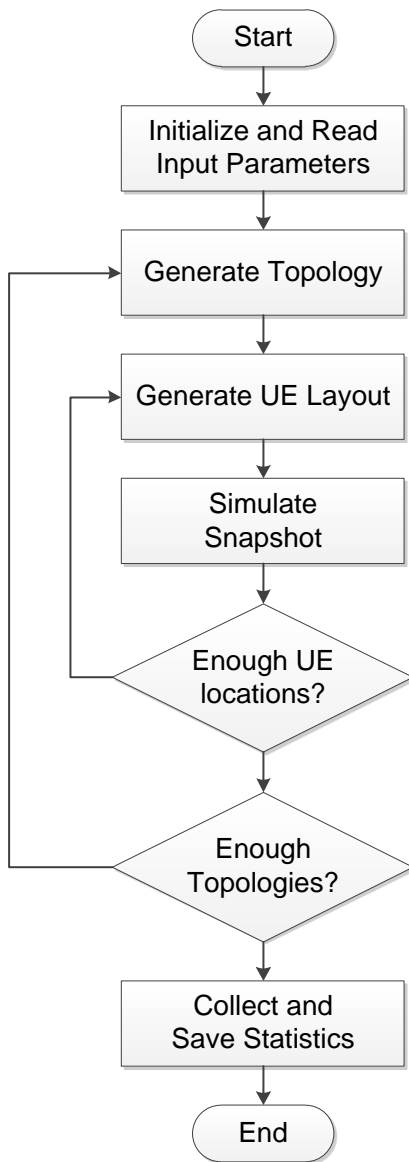 Start
Initialize and Read
Input Parameters
Generate Topology
Generate UE Layout
Simulate
Snapshot
Enough UE
locations?
Enough
Topologies?
Collect and
Save Statistics
End